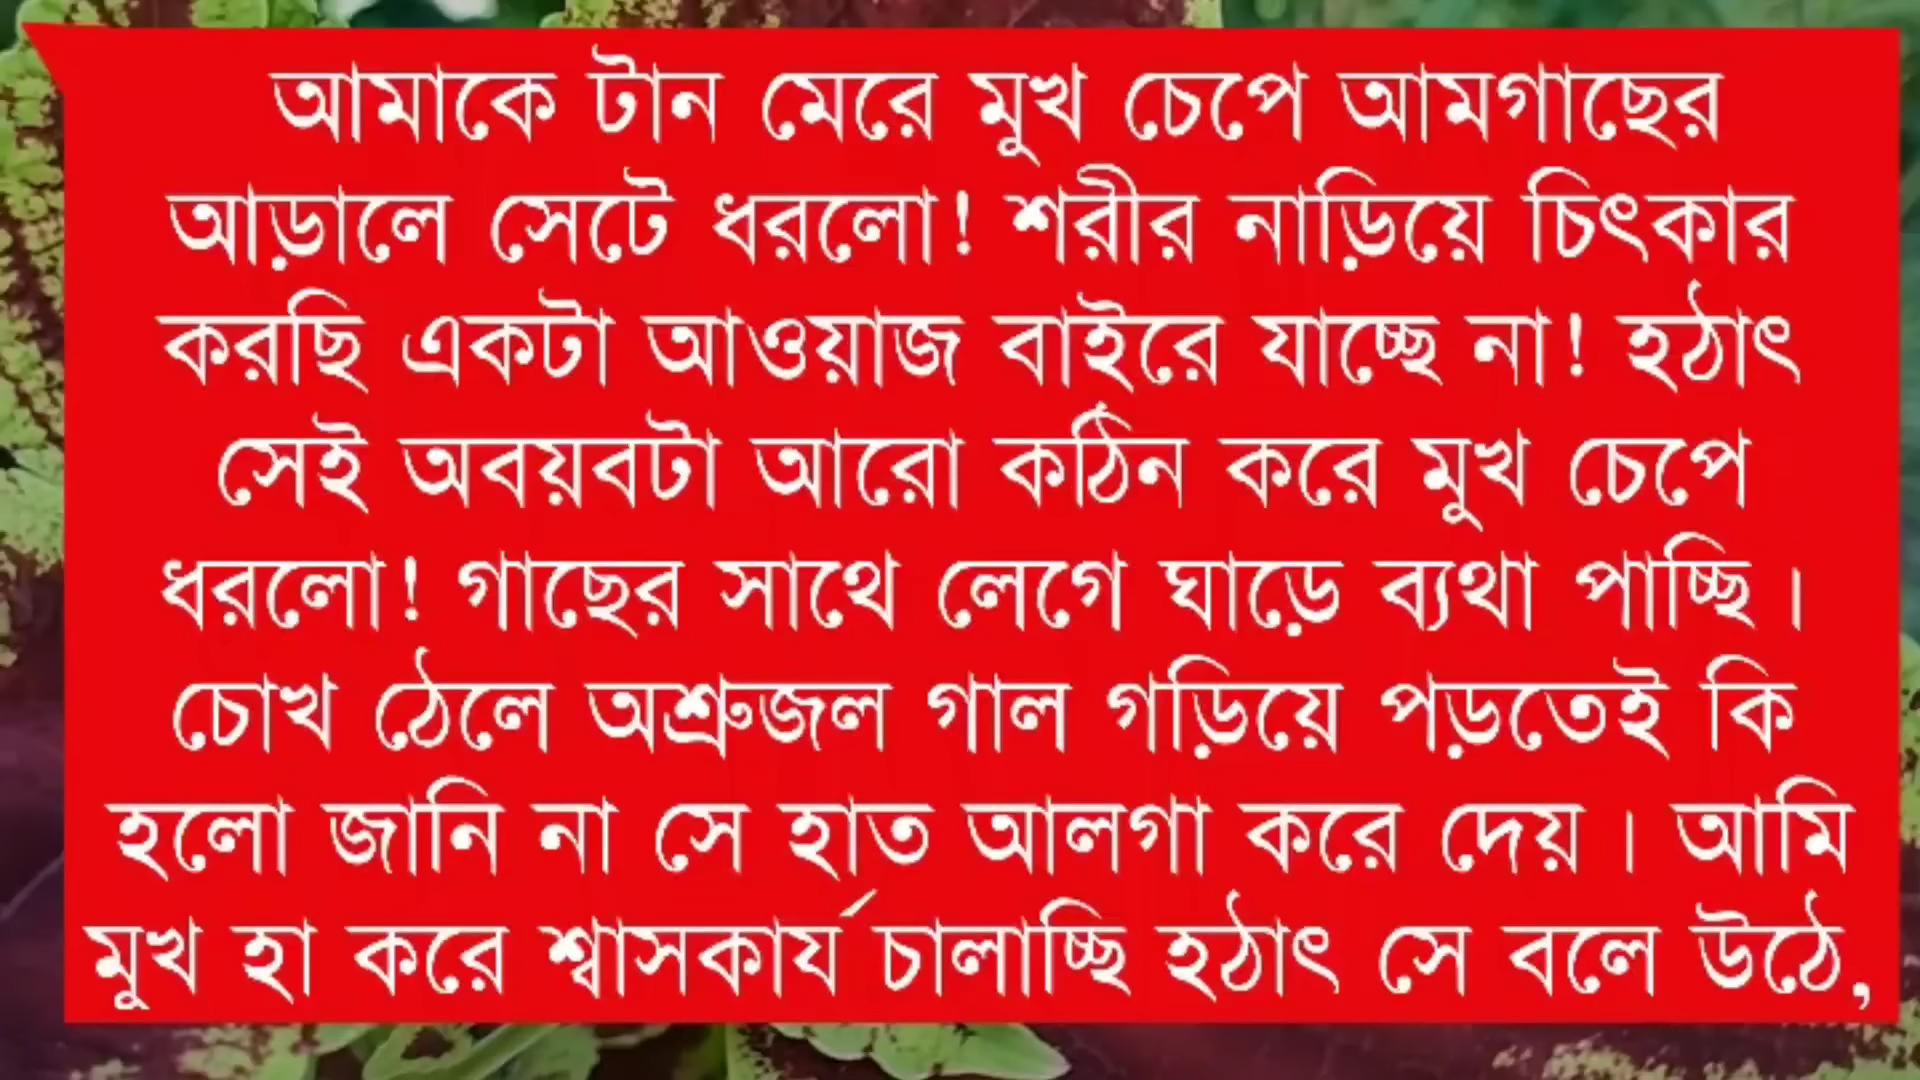 আমাকে টান মেরে মুখ চেপে আমগাছের
আড়ালে সেটে ধরলো! শরীর নাড়িয়ে চিৎকার
করছি একটা আওয়াজ বাইরে যাচ্ছে না! হঠাৎ
সেই অবয়বটা আরো কঠিন করে মুখ চেপে
ধরলো! গাছের সাথে লেগে ঘাড়ে ব্যথা পাচ্ছি।
চোখ ঠেলে অশ্রুজল গাল গড়িয়ে পড়তেই কি
হলো জানি না সে হাত আলগা করে দেয়। আমি
মুখ হা করে শ্বাসকার্য চালাচ্ছি হঠাৎ সে বলে উঠে,